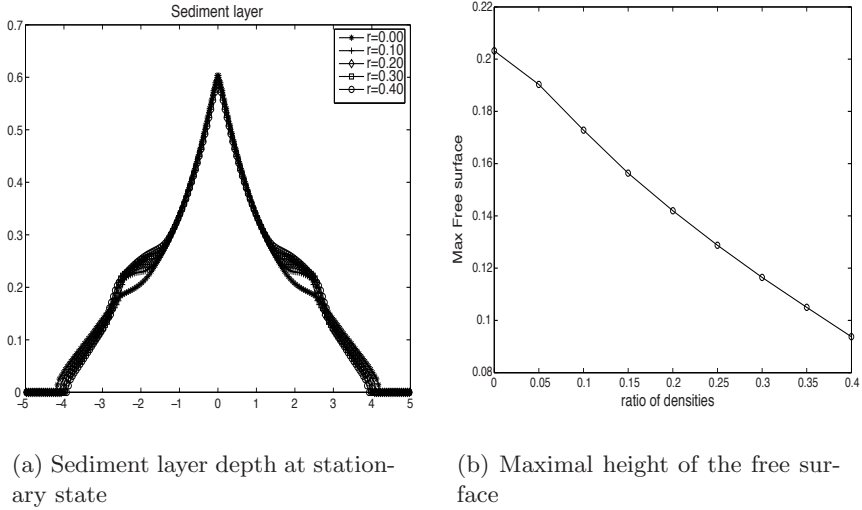 Sediment layer
0.7
0.6
0.5
0.4
0.3
0.2
0.1
0
−5 −4 −3 −2 −1 0 1 2 3 4 5
r=0.00
r=0.10
r=0.20
r=0.30
r=0.40
0.22
0.2
0.18
0.16
0.14
0.12
0.1
0.08
Max Free surface
0 0.05 0.1 0.15 0.2 0.25 0.3 0.35 0.4
ratio of densities
(a) Sediment layer depth at station-
ary state
(b) Maximal height of the free sur-
face